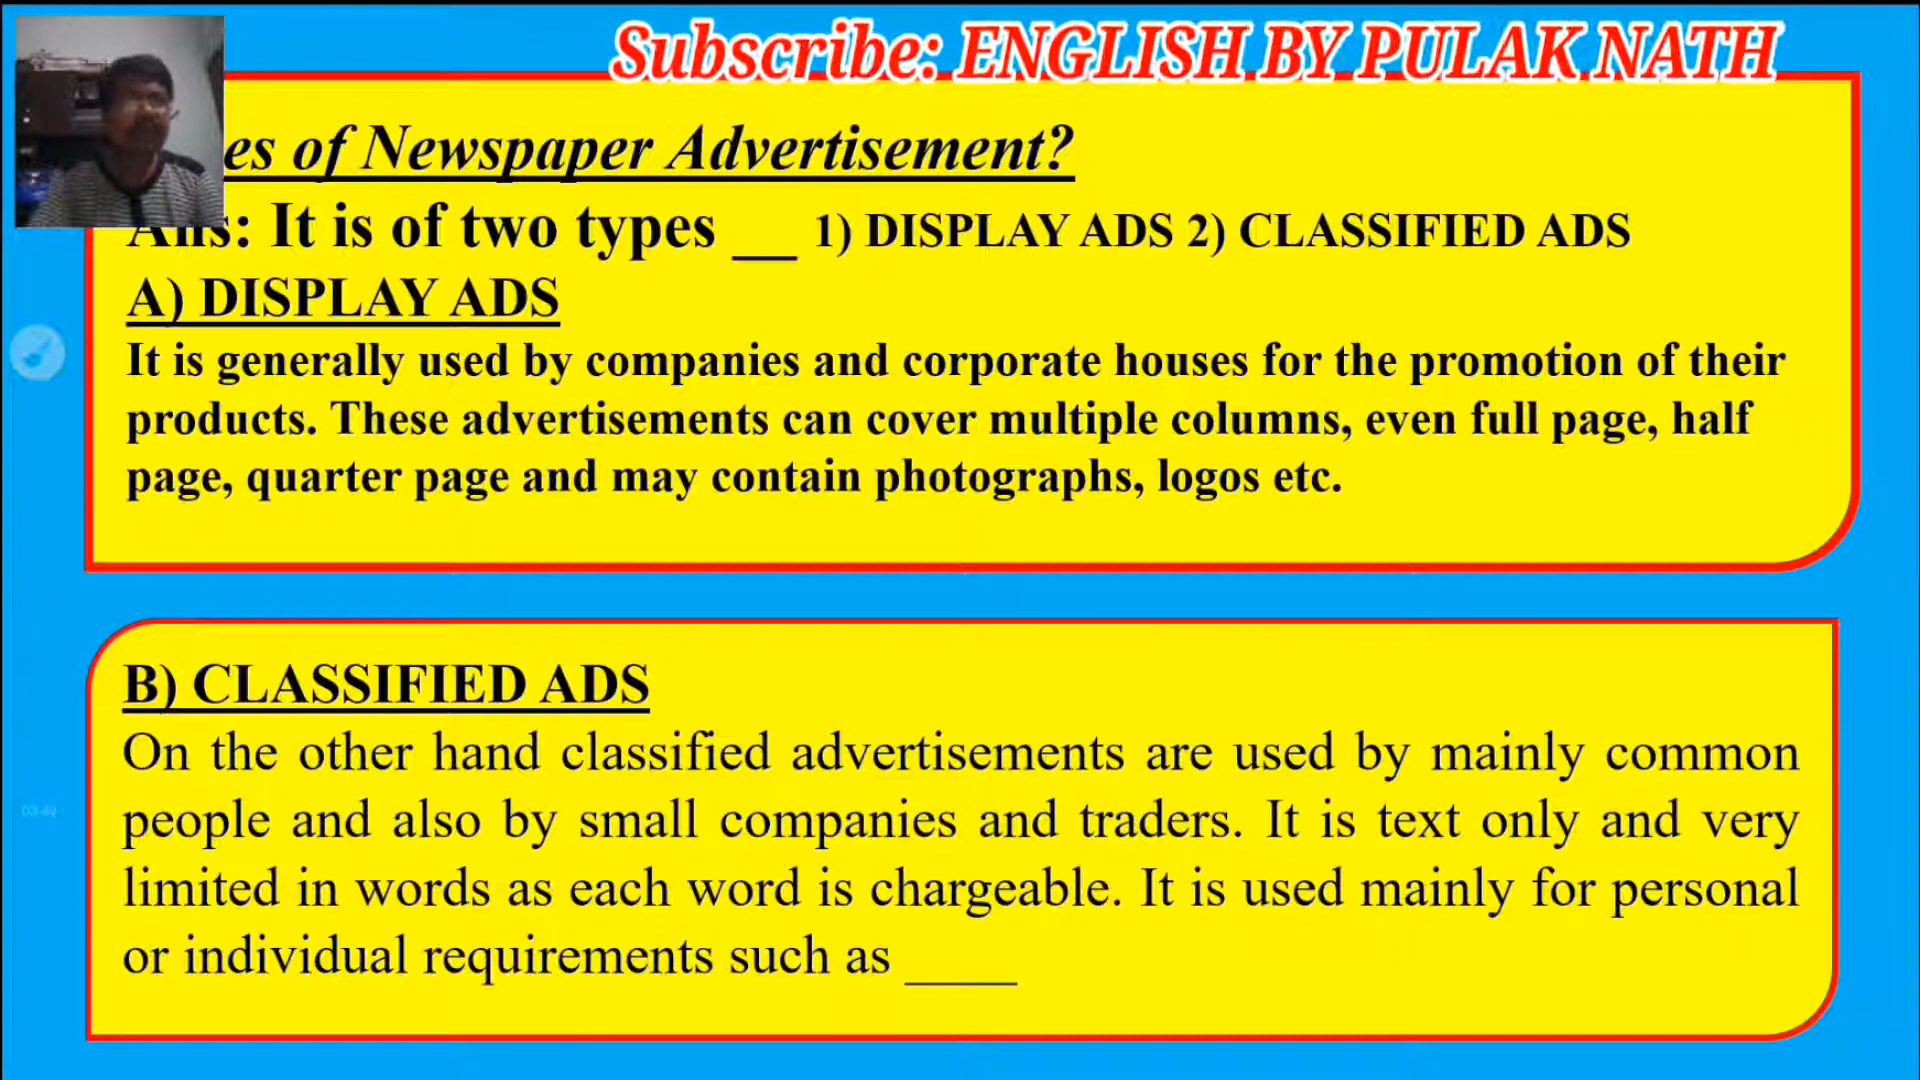 Subscribe: ENGLISH BY PULAK NATH
es of Newspaper Advertisement?
Ans: It is of two types __ 1) DISPLAY ADS 2) CLASSIFIED ADS
A) DISPLAY ADS
It is generally used by companies and corporate houses for the promotion of their
products. These advertisements can cover multiple columns, even full page, half
page, quarter page and may contain photographs, logos etc.
B) CLASSIFIED ADS
On the other hand classified advertisements are used by mainly common
people and also by small companies and traders. It is text only and very
limited in words as each word is chargeable. It is used mainly for personal
or individual requirements such as ____
03:49